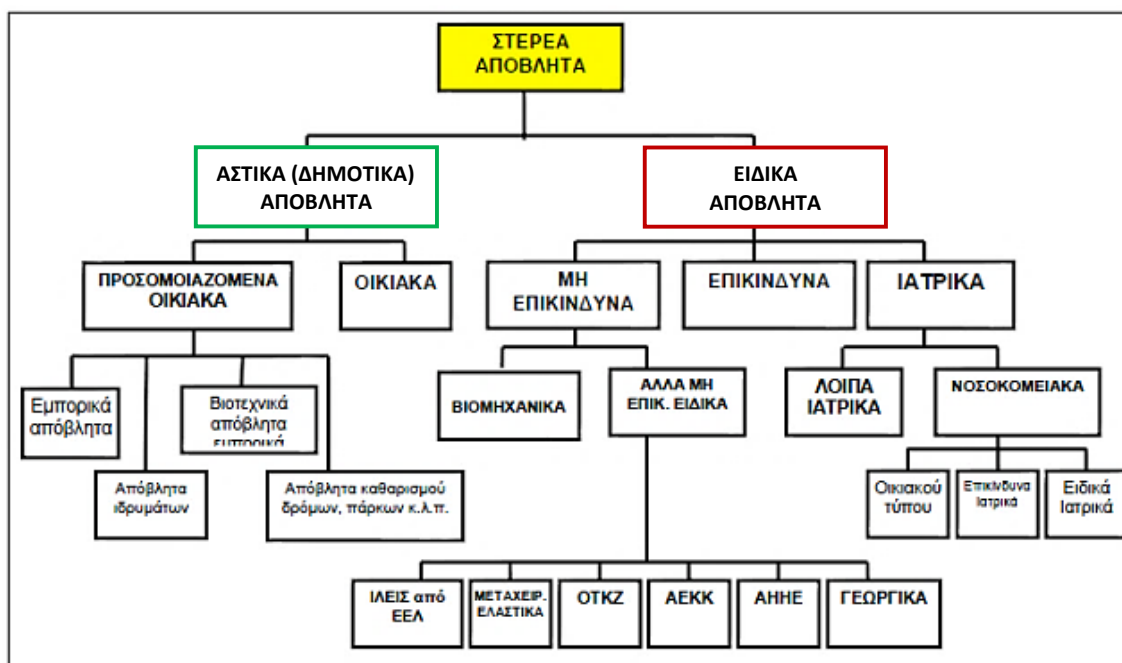 ΣΤΕΡΕΑ
ΑΠΟΒΛΗΤΑ
ΑΣΤΙΚΑ (ΔΗΜΟΤΙΚΑ)
ΑΠΟΒΛΗΤΑ
ΕΙΔΙΚΑ
ΑΠΟΒΛΗΤΑ
ΠΡΟΣΟΜΟΙΑΖΟΜΕΝΑ
ΟΙΚΙΑΚΑ
ΟΙΚΙΑΚΑ
ΜΗ
ΕΠΙΚΙΝΔΥΝΑ
ΕΠΙΚΙΝΔΥΝΑ
ΙΑΤΡΙΚΑ
Εμπορικά
απόβλητα
Βιοτεχνικά
απόβλητα
εμπορικά
ΒΙΟΜΗΧΑΝΙΚΑ
ΑΛΛΑ ΜΗ
ΕΠΙΚ. ΕΙΔΙΚΑ
ΛΟΙΠΑ
ΙΑΤΡΙΚΑ
ΝΟΣΟΚΟΜΕΙΑΚΑ
Απόβλητα
ιδρυμάτων
Απόβλητα καθαρισμού
δρόμων, πάρκων κ.λ.π.
Οικιακού
τύπου
Επικίνδυνα
Ιατρικά
Ειδικά
Ιατρικά
ΙΛΕΙΣ από
ΕΕΛ
ΜΕΤΑΧΕΙΡ.
ΕΛΑΣΤΙΚΑ
ΟΤΚΖ
ΑΕΚΚ
ΑΗΗΕ
ΓΕΩΡΓΙΚΑ